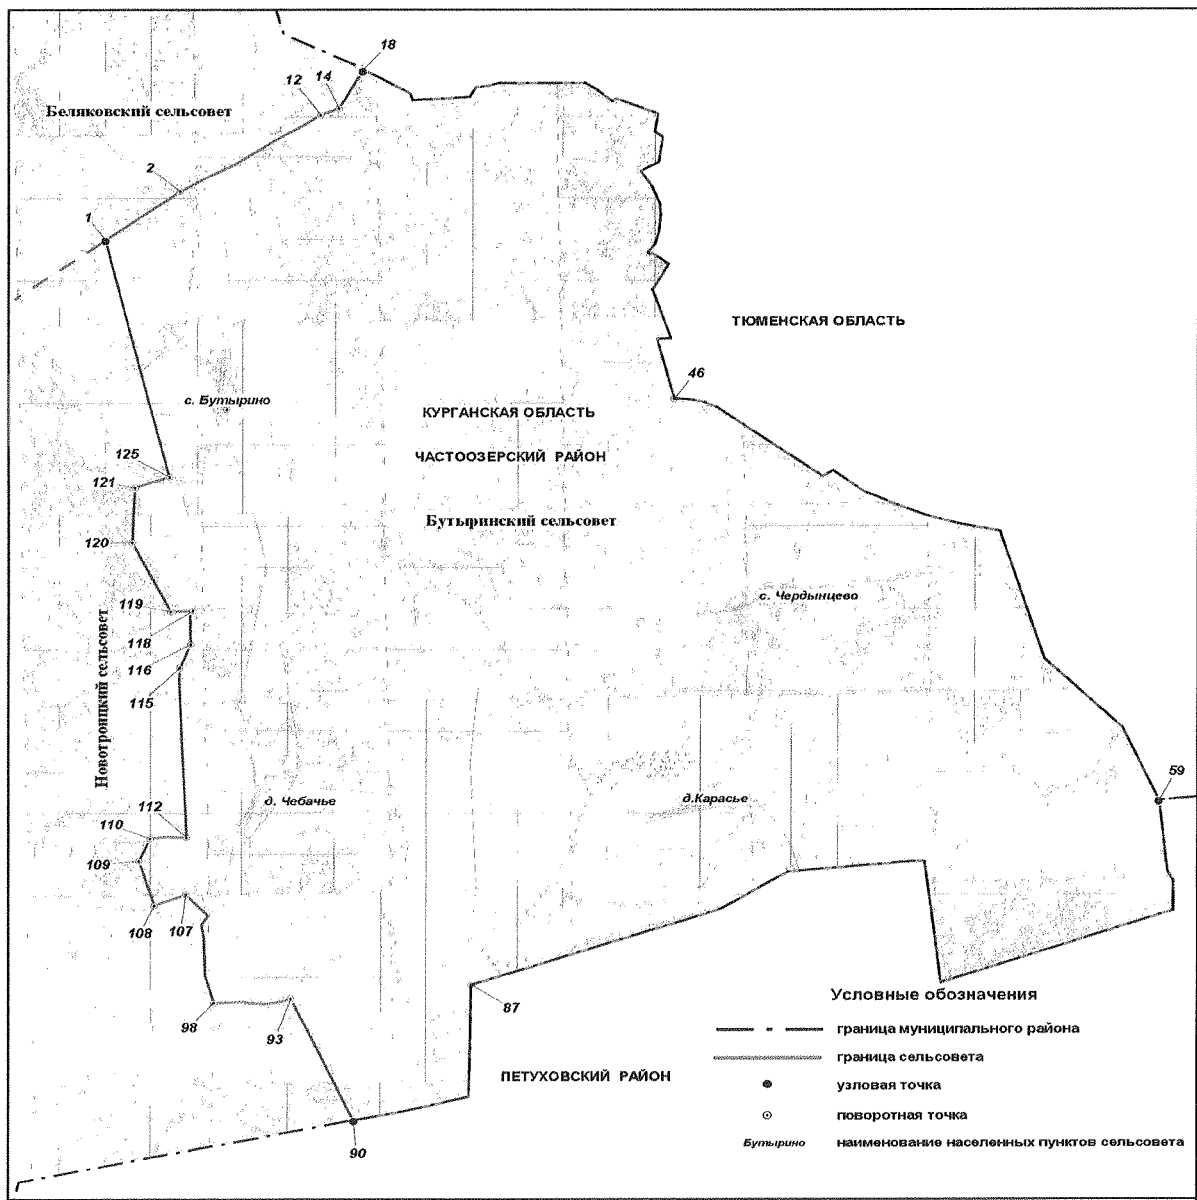 18
12
14
Беляковский сельсовет
2
1
ТЮМЕНСКАЯ ОБЛАСТЬ
46
с. Бутырино
КУРГАНСКАЯ ОБЛАСТЬ
ЧАСТООЗЕРСКИЙ РАЙОН
125
121
Бутыринский сельсовет
120
с. Чердынцево
119
118
116
115
Новотроицкий сельсовет
59
д. Чебачье
д.Карасье
112
110
109
108
107
98
93
87
Условные обозначения
граница муниципального района
граница сельсовета
ПЕТУХОВСКИЙ РАЙОН
узловая точка
поворотная точка
Бутырино
наименование населенных пунктов сельсовета
90